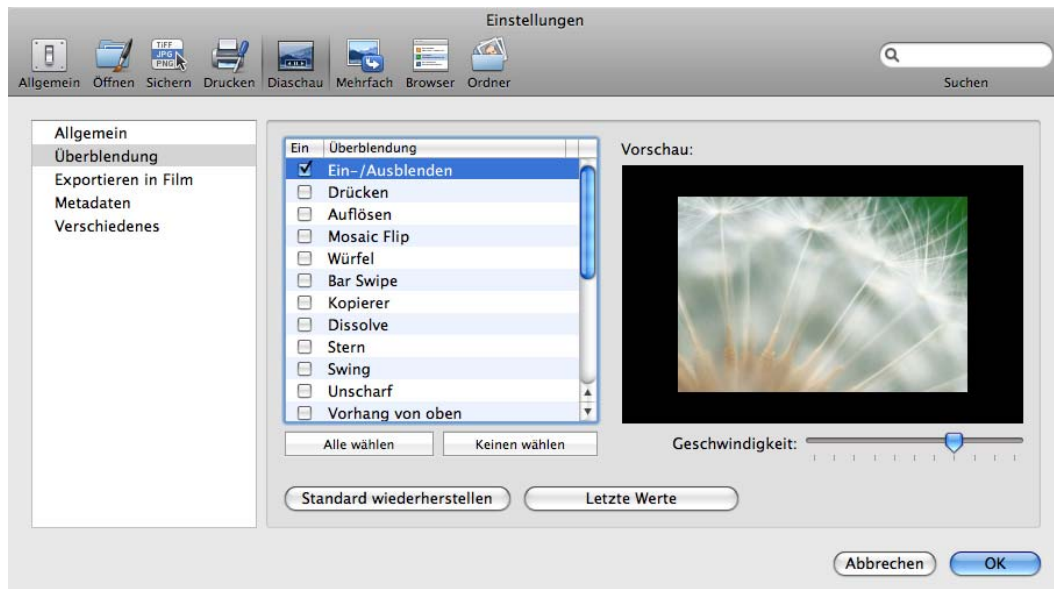 Einstellungen
TIFF
JPG
PNG
Allgemein Öffnen Sichern Drucken Diaschau Mehrfach Browser Ordner
Suchen
Allgemein
Überblendung
Exportieren in Film
Metadaten
Verschiedenes
Ein Überblendung
Ein-/Ausblenden
Drücken
Auflösen
Mosaic Flip
Würfel
Bar Swipe
Kopierer
Dissolve
Stern
Swing
Unscharf
Vorhang von oben
Alle wählen Keinen wählen
Vorschau:
Geschwindigkeit:
Standard wiederherstellen Letzte Werte
Abbrechen OK